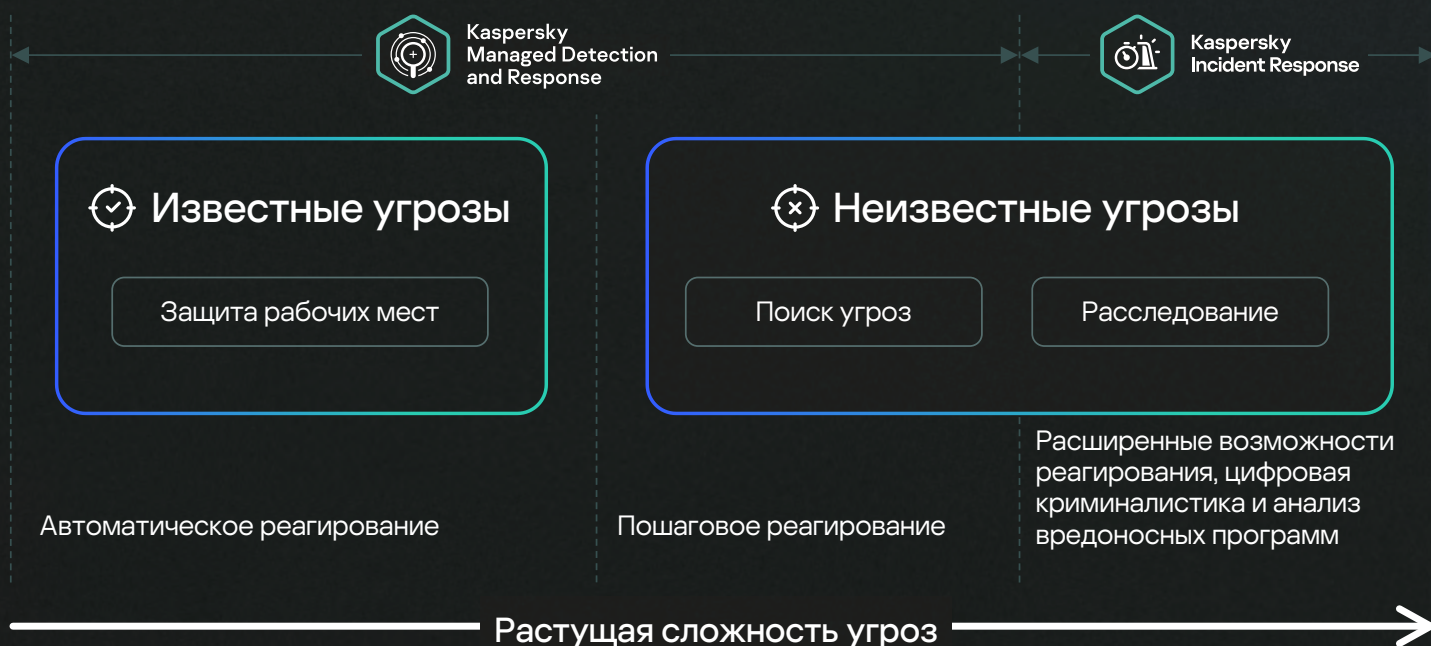 Kaspersky
Managed Detection
and Response
Kaspersky
Incident Response
Известные угрозы
Защита рабочих мест
Неизвестные угрозы
Поиск угроз
Расследование
Автоматическое реагирование
Пошаговое реагирование
Расширенные возможности
реагирования, цифровая
криминалистика и анализ
вредоносных программ
Растущая сложность угроз